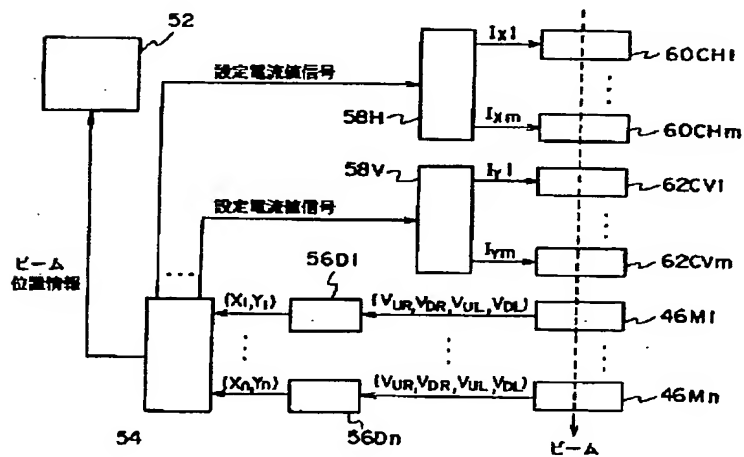 52
設定電流値信号
58H
IX1
60CH1
IXm
60CHm
58V
設定電流値信号
IY1
62CV1
IYm
62CVm
ビーム
位置情報
56D1
(X1,Y1)
(VUR,VDR,VUL,VDL)
46M1
(Xn,Yn)
(VUR,VDR,VUL,VDL)
46Mn
54
56Dn
ビーム